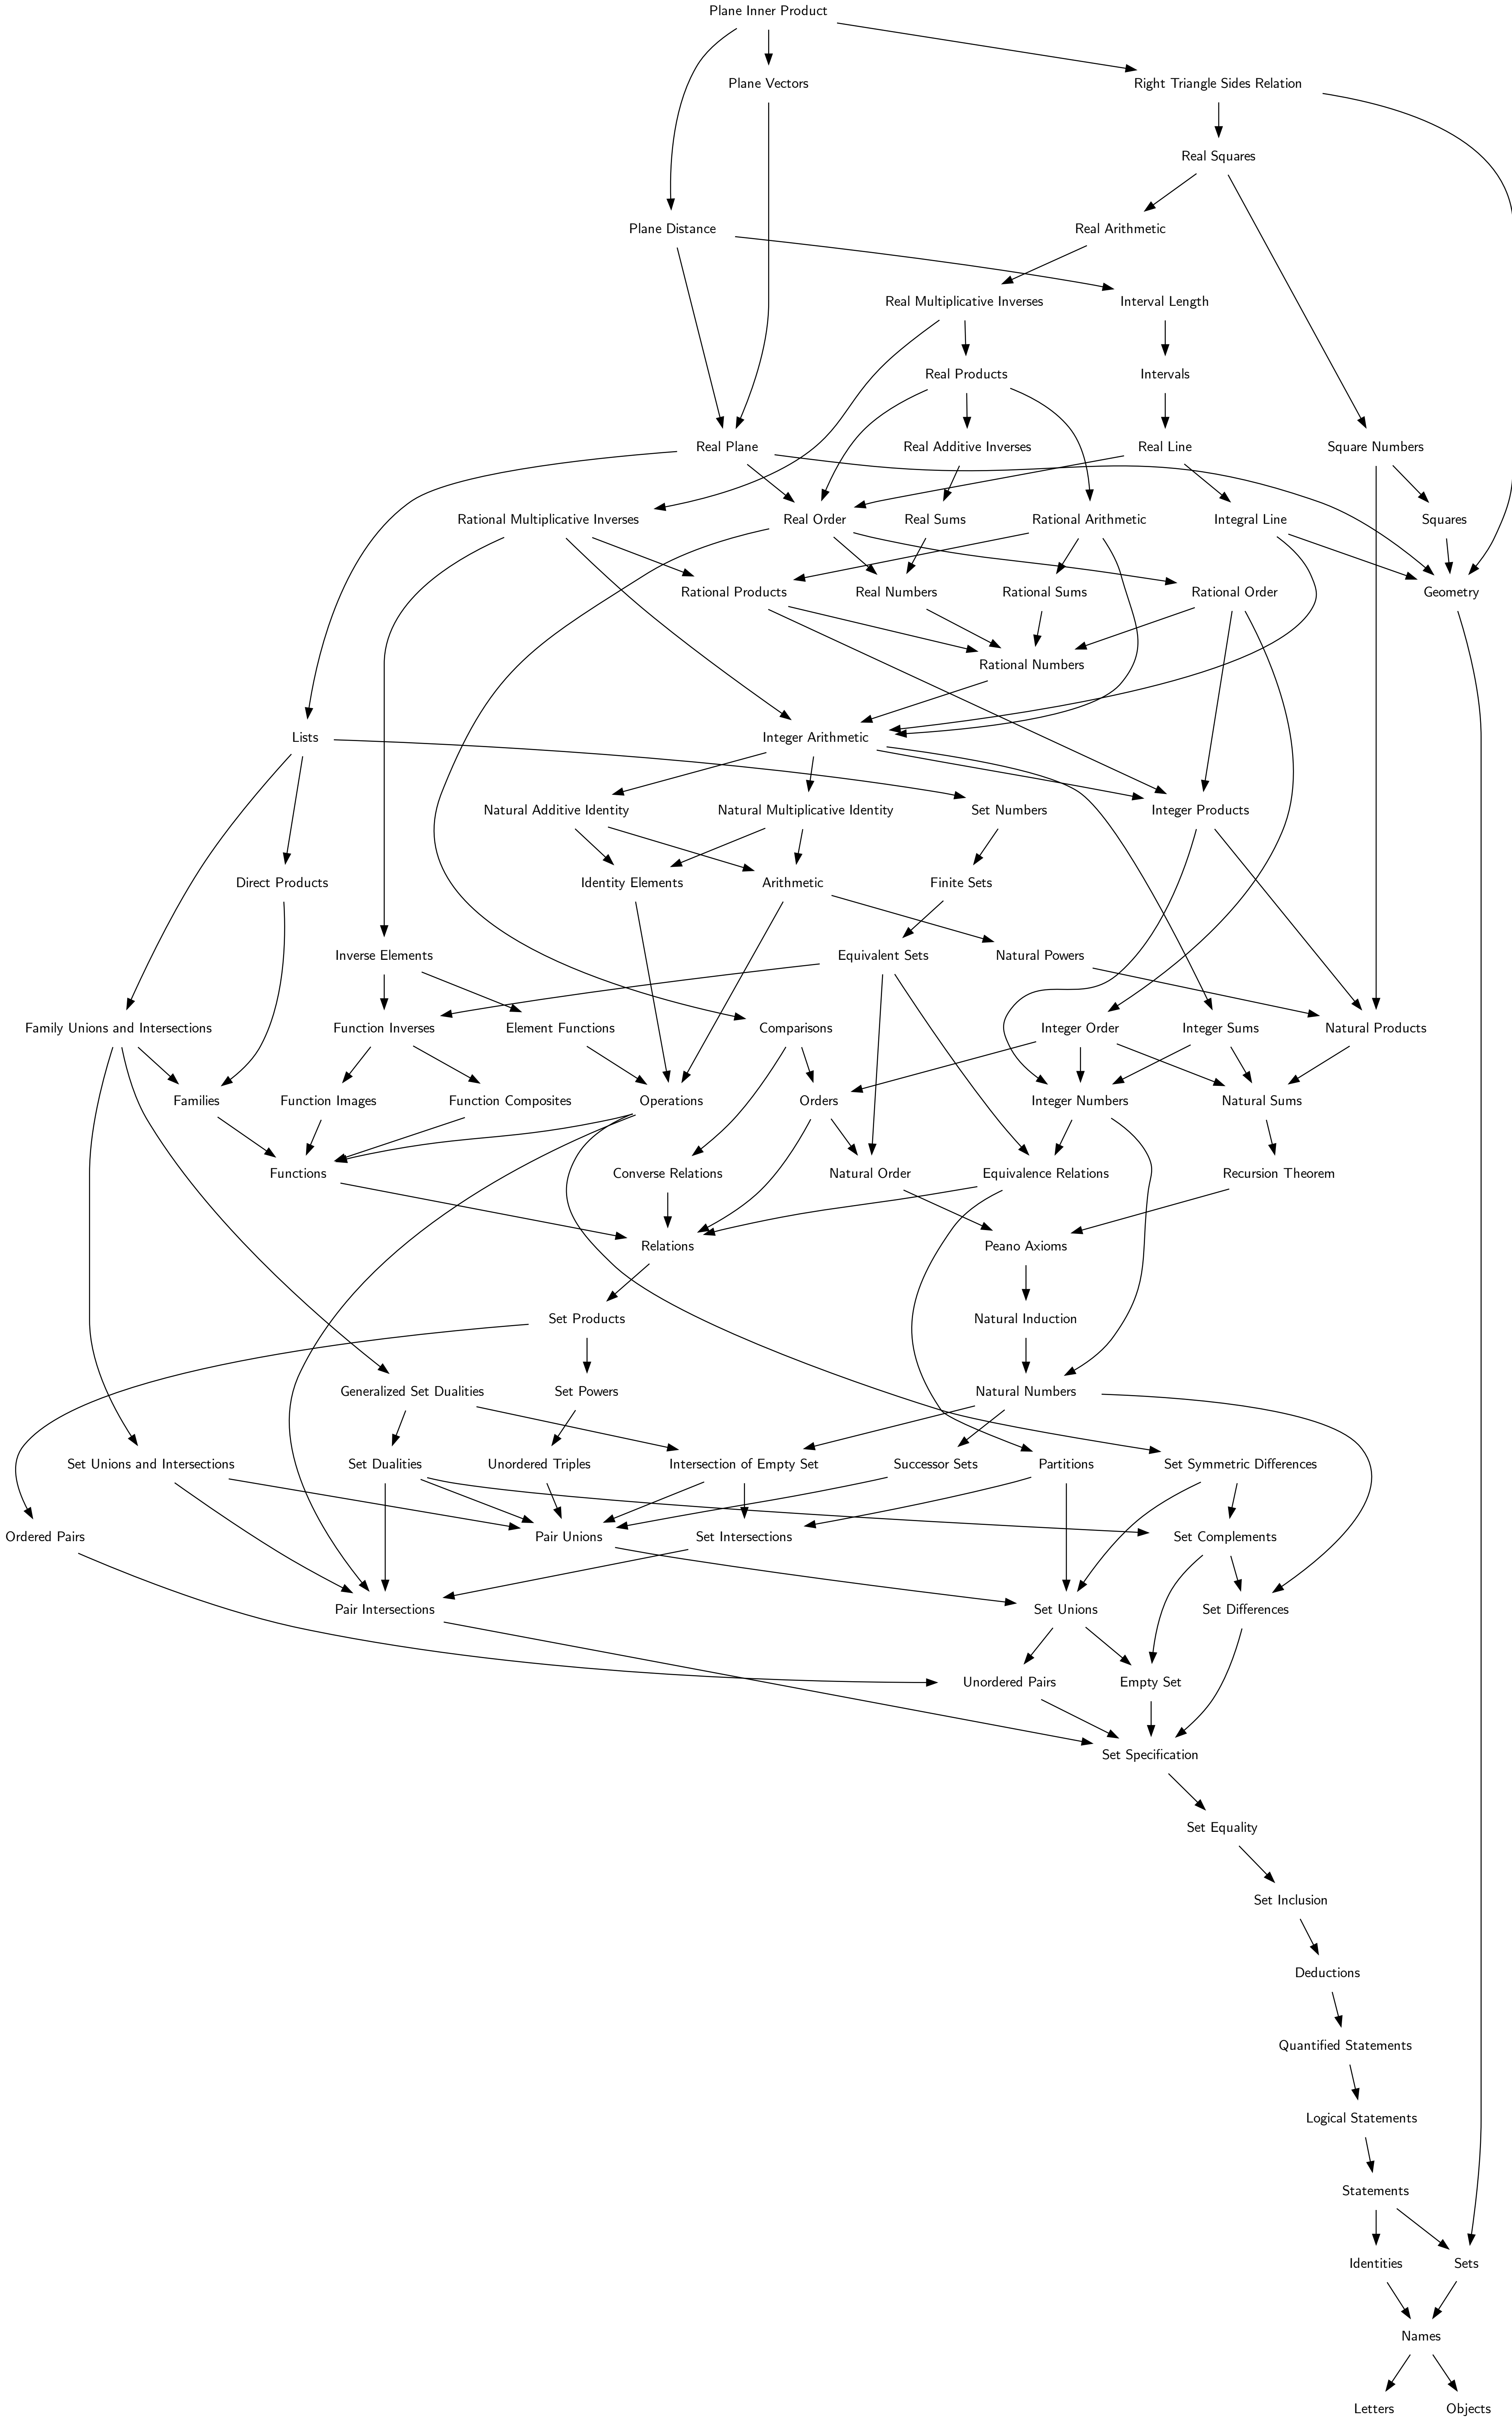 Plane Inner Product
Plane Vectors
Right Triangle Sides Relation
Real Squares
Plane Distance
Real Arithmetic
Real Multiplicative Inverses
Interval Length
Real Products
Intervals
Real Plane
Real Additive Inverses
Real Line
Square Numbers
Rational Multiplicative Inverses
Real Order
Real Sums
Rational Arithmetic
Integral Line
Squares
Rational Products
Real Numbers
Rational Sums
Rational Order
Geometry
Rational Numbers
Lists
Integer Arithmetic
Natural Additive Identity
Natural Multiplicative Identity
Set Numbers
Integer Products
Direct Products
Identity Elements
Arithmetic
Finite Sets
Inverse Elements
Equivalent Sets
Natural Powers
Family Unions and Intersections
Function Inverses
Element Functions
Comparisons
Integer Order
Integer Sums
Natural Products
Families
Function Images
Function Composites
Operations
Orders
Integer Numbers
Natural Sums
Functions
Converse Relations
Natural Order
Equivalence Relations
Recursion Theorem
Relations
Peano Axioms
Set Products
Natural Induction
Generalized Set Dualities
Set Powers
Natural Numbers
Set Unions and Intersections
Set Dualities
Unordered Triples
Intersection of Empty Set
Successor Sets
Partitions
Set Symmetric Differences
Ordered Pairs
Pair Unions
Set Intersections
Set Complements
Pair Intersections
Set Unions
Set Differences
Unordered Pairs
Empty Set
Set Specification
Set Equality
Set Inclusion
Deductions
Quantified Statements
Logical Statements
Statements
Identities
Sets
Names
Letters
Objects